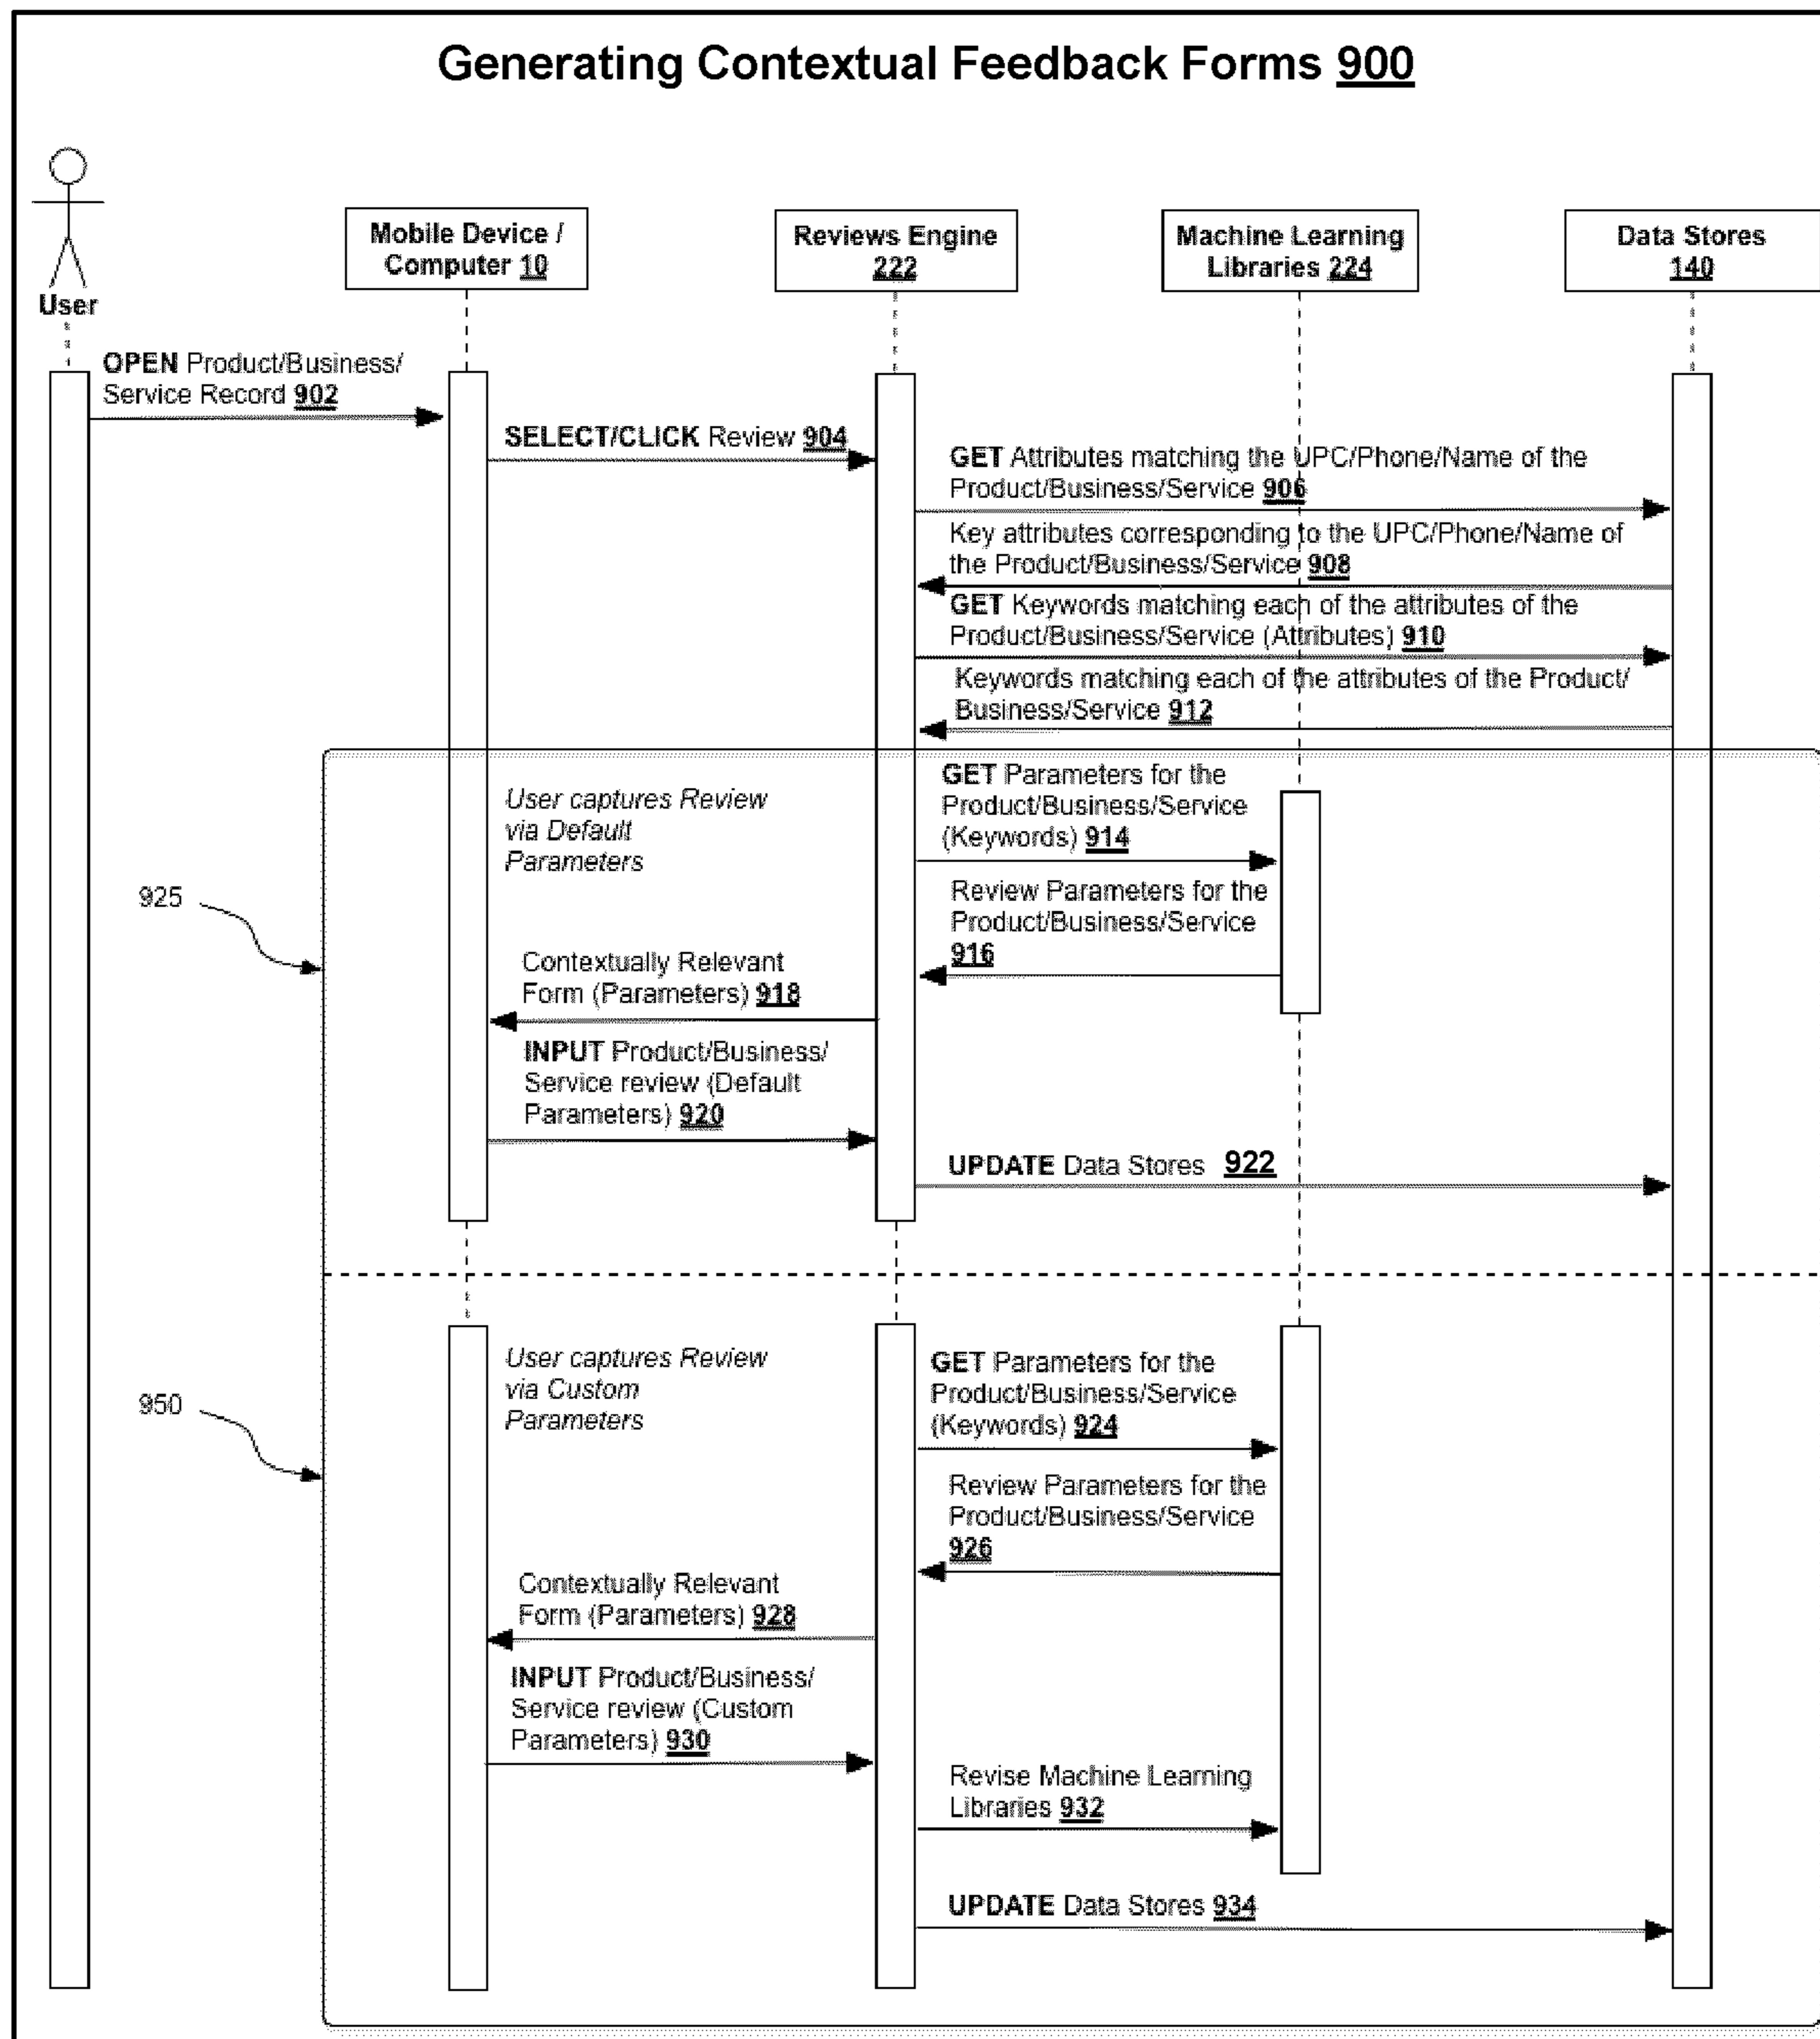 Generating Contextual Feedback Forms 900
User
Mobile Device /
Computer 10
Reviews Engine
222
Machine Learning
Libraries 224
Data Stores
140
OPEN Product/Business/
Service Record 902
SELECT/CLICK Review 904
GET Attributes matching the UPC/Phone/Name of the
Product/Business/Service 906
Key attributes corresponding to the UPC/Phone/Name of
the Product/Business/Service 908
GET Keywords matching each of the attributes of the
Product/Business/Service (Attributes) 910
Keywords matching each of the attributes of the Product/
Business/Service 912
925
User captures Review
via Default
Parameters
GET Parameters for the
Product/Business/Service
(Keywords) 914
Review Parameters for the
Product/Business/Service
916
Contextually Relevant
Form (Parameters) 918
INPUT Product/Business/
Service review (Default
Parameters) 920
UPDATE Data Stores 922
950
User captures Review
via Custom
Parameters
GET Parameters for the
Product/Business/Service
(Keywords) 924
Review Parameters for the
Product/Business/Service
926
Contextually Relevant
Form (Parameters) 928
INPUT Product/Business/
Service review (Custom
Parameters) 930
Revise Machine Learning
Libraries 932
UPDATE Data Stores 934